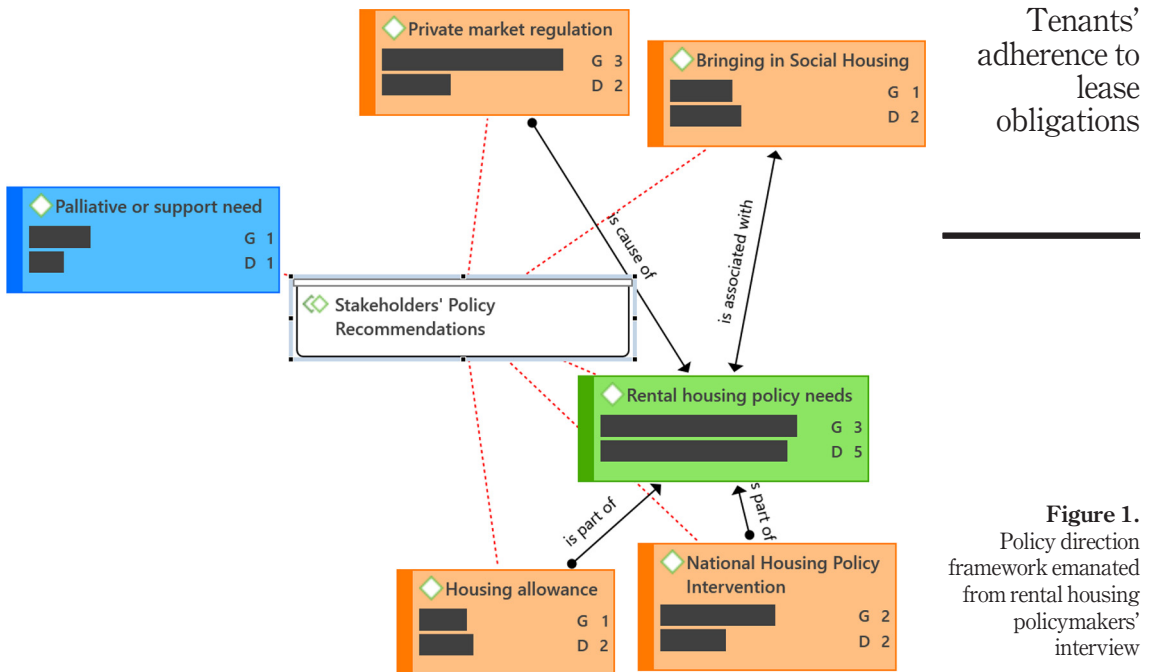 Tenants'
adherence to
lease
obligations
Private market regulation
G 3
D 2
Bringing in Social Housing
G 1
D 2
Palliative or support need
G 1
D 1
is cause of
is associated with
Stakeholders' Policy
Recommendations
Rental housing policy needs
G 3
D 5
is part of
s part of
Housing allowance
G 1
D 2
National Housing Policy
Intervention
G 2
D 2
Figure 1.
Policy direction
framework emanated
from rental housing
policymakers'
interview